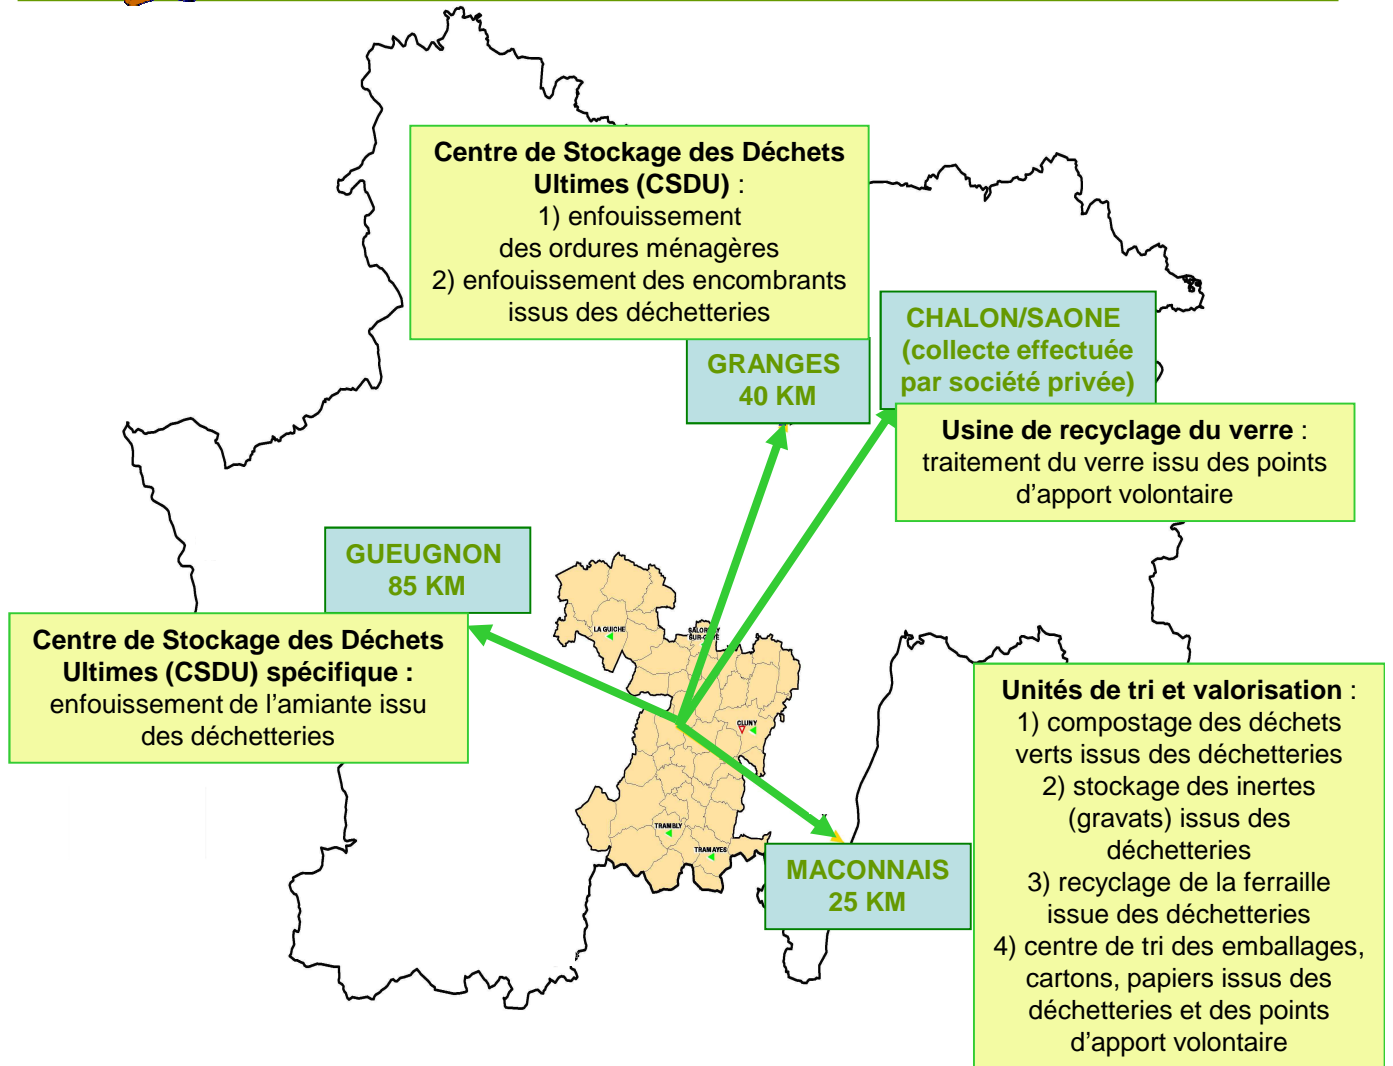 Centre de Stockage des Déchets
Ultimes (CSDU) :
1) enfouissement
des ordures ménagères
2) enfouissement des encombrants
issus des déchetteries
GRANGES
40 KM
CHALON/SAONE
(collecte effectuée
par société privée)
Usine de recyclage du verre :
traitement du verre issu des points
d’apport volontaire
GUEUGNON
85 KM
Centre de Stockage des Déchets
Ultimes (CSDU) spécifique :
enfouissement de l’amiante issu
des déchetteries
LA GUICHE
CLUNY
TRAMBLY
TRAMAYES
MACONNAIS
25 KM
Unités de tri et valorisation :
1) compostage des déchets
verts issus des déchetteries
2) stockage des inertes
(gravats) issus des
déchetteries
3) recyclage de la ferraille
issue des déchetteries
4) centre de tri des emballages,
cartons, papiers issus des
déchetteries et des points
d’apport volontaire